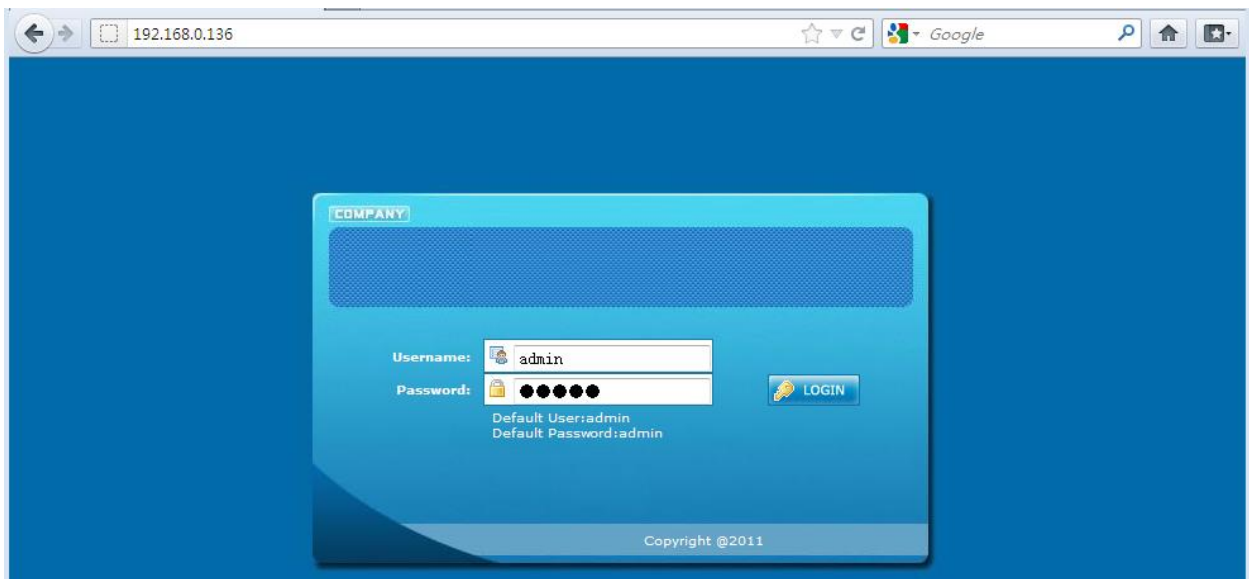 192.168.0.136
Google
COMPANY
Username: admin
Password: ●●●●●
LOGIN
Default User:admin
Default Password:admin
Copyright @2011